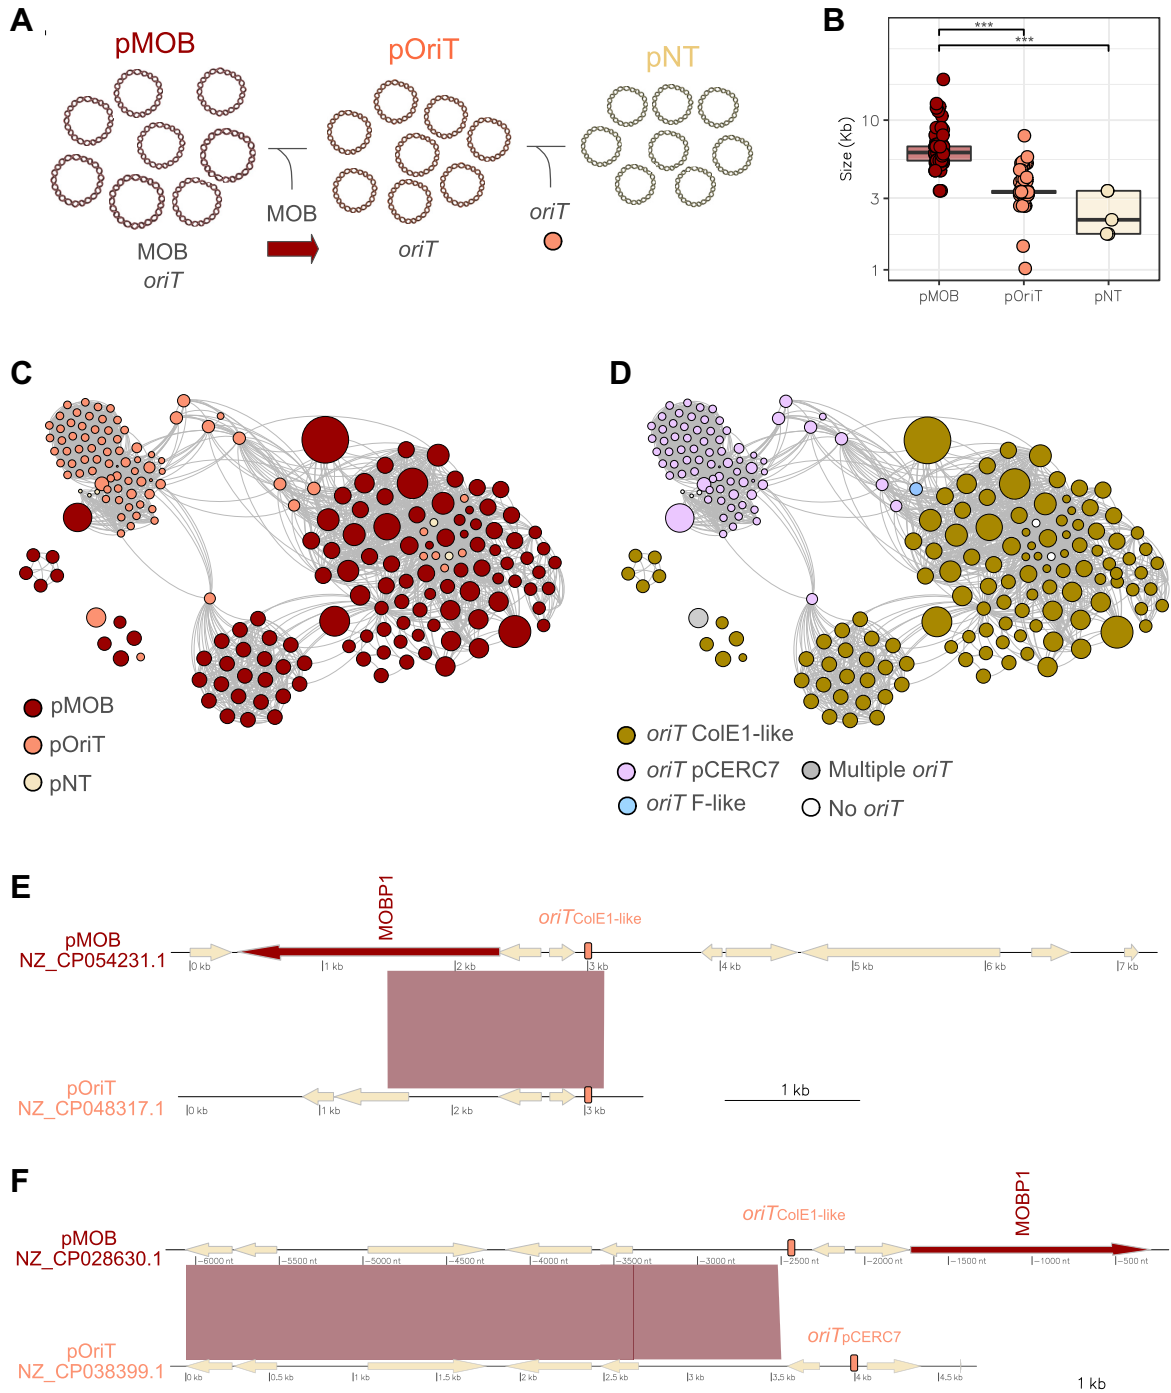 A
pMOB
pOriT
pNT
MOB
oriT
MOB
oriT
oriT
B
***
***
Size (Kb)
10
3
1
pMOB
pOriT
pNT
C
pMOB
pOriT
pNT
D
oriT ColE1-like
oriT pCERC7
oriT F-like
Multiple oriT
No oriT
E
MOBP1
oriTColE1-like
pMOB
NZ_CP054231.1
0 kb
1 kb
2 kb
3 kb
4 kb
5 kb
6 kb
7 kb
pOriT
NZ_CP048317.1
0 kb
1 kb
2 kb
3 kb
1 kb
F
MOBP1
oriTColE1-like
pMOB
NZ_CP028630.1
−6000 nt
−5500 nt
−5000 nt
−4500 nt
−4000 nt
−3500 nt
−3000 nt
−2500 nt
−2000 nt
−1500 nt
−1000 nt
−500 nt
oriTpCERC7
pOriT
NZ_CP038399.1
0 kb
0.5 kb
1 kb
1.5 kb
2 kb
2.5 kb
3 kb
3.5 kb
4 kb
4.5 kb
1 kb